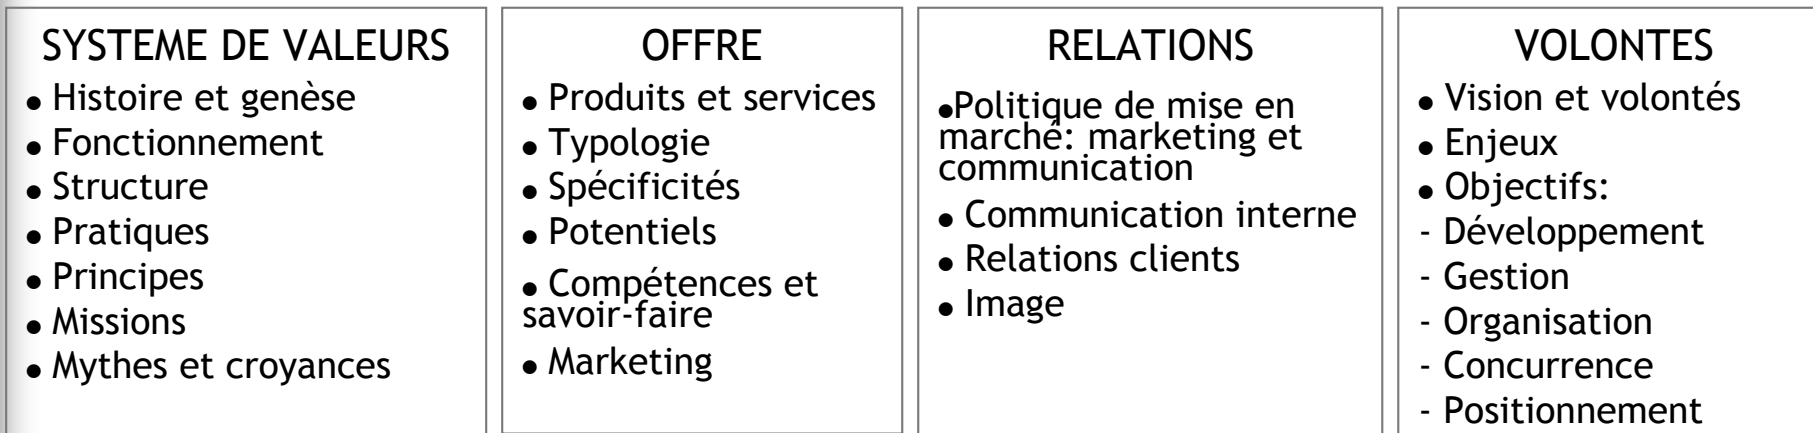 SYSTEME DE VALEURS
● Histoire et genèse
● Fonctionnement
● Structure
● Pratiques
● Principes
● Missions
● Mythes et croyances
OFFRE
● Produits et services
● Typologie
● Spécificités
● Potentiels
● Compétences et
savoir-faire
● Marketing
RELATIONS
●Politique de mise en
marché: marketing et
communication
● Communication interne
● Relations clients
● Image
VOLONTES
● Vision et volontés
● Enjeux
● Objectifs:
- Développement
- Gestion
- Organisation
- Concurrence
- Positionnement